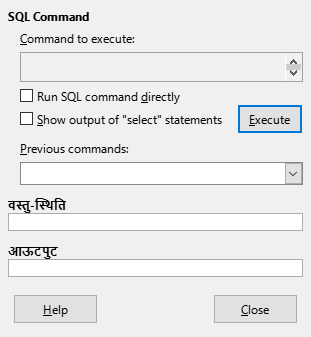 SQL Command
Command to execute:
Run SQL command directly
Show output of "select" statements
Execute
Previous commands:
वस्तु-स्थिति
आऊटपुट
Help
Close